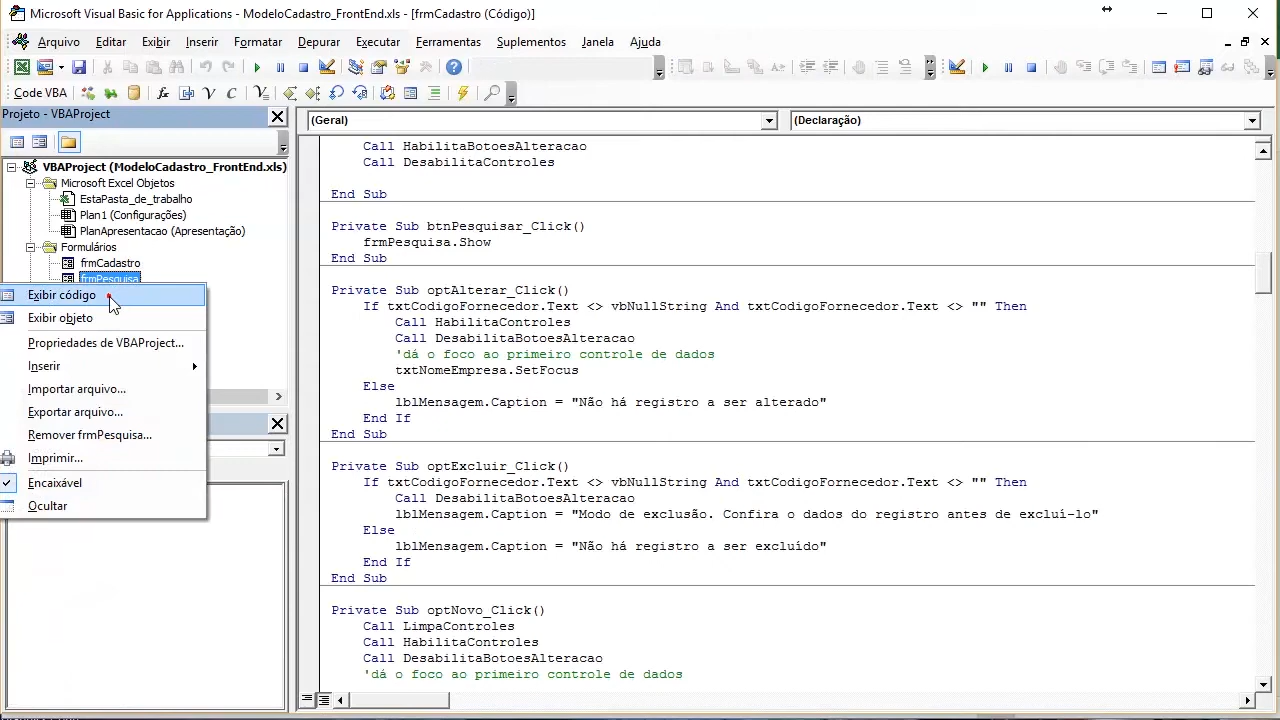 Microsoft Visual Basic for Applications - ModeloCadastro_FrontEnd.xls - [frmCadastro (Código)]
Arquivo Editar Exibir Inserir Formatar Depurar Executar Ferramentas Suplementos Janela Ajuda
Code VBA
Projeto - VBAProject
(Geral)
(Declaração)
VBAProject (ModeloCadastro_FrontEnd.xls)
Microsoft Excel Objetos
EstaPasta_de_trabalho
Plan1 (Configurações)
PlanApresentacao (Apresentação)
Formulários
frmCadastro
frmPesquisa
Exibir código
Exibir objeto
Propriedades de VBAProject...
Inserir
Importar arquivo...
Exportar arquivo...
Remover frmPesquisa...
Imprimir...
Encaixável
Ocultar
Call HabilitaBotoesAlteracao
Call DesabilitaControles
End Sub
Private Sub btnPesquisar_Click()
frmPesquisa.Show
End Sub
Private Sub optAlterar_Click()
If txtCodigoFornecedor.Text <> vbNullString And txtCodigoFornecedor.Text <> "" Then
Call HabilitaControles
Call DesabilitaBotoesAlteracao
'dá o foco ao primeiro controle de dados
txtNomeEmpresa.SetFocus
Else
lblMensagem.Caption = "Não há registro a ser alterado"
End If
End Sub
Private Sub optExcluir_Click()
If txtCodigoFornecedor.Text <> vbNullString And txtCodigoFornecedor.Text <> "" Then
Call DesabilitaBotoesAlteracao
lblMensagem.Caption = "Modo de exclusão. Confira o dados do registro antes de excluí-lo"
Else
lblMensagem.Caption = "Não há registro a ser excluído"
End If
End Sub
Private Sub optNovo_Click()
Call LimpaControles
Call HabilitaControles
Call DesabilitaBotoesAlteracao
'dá o foco ao primeiro controle de dados